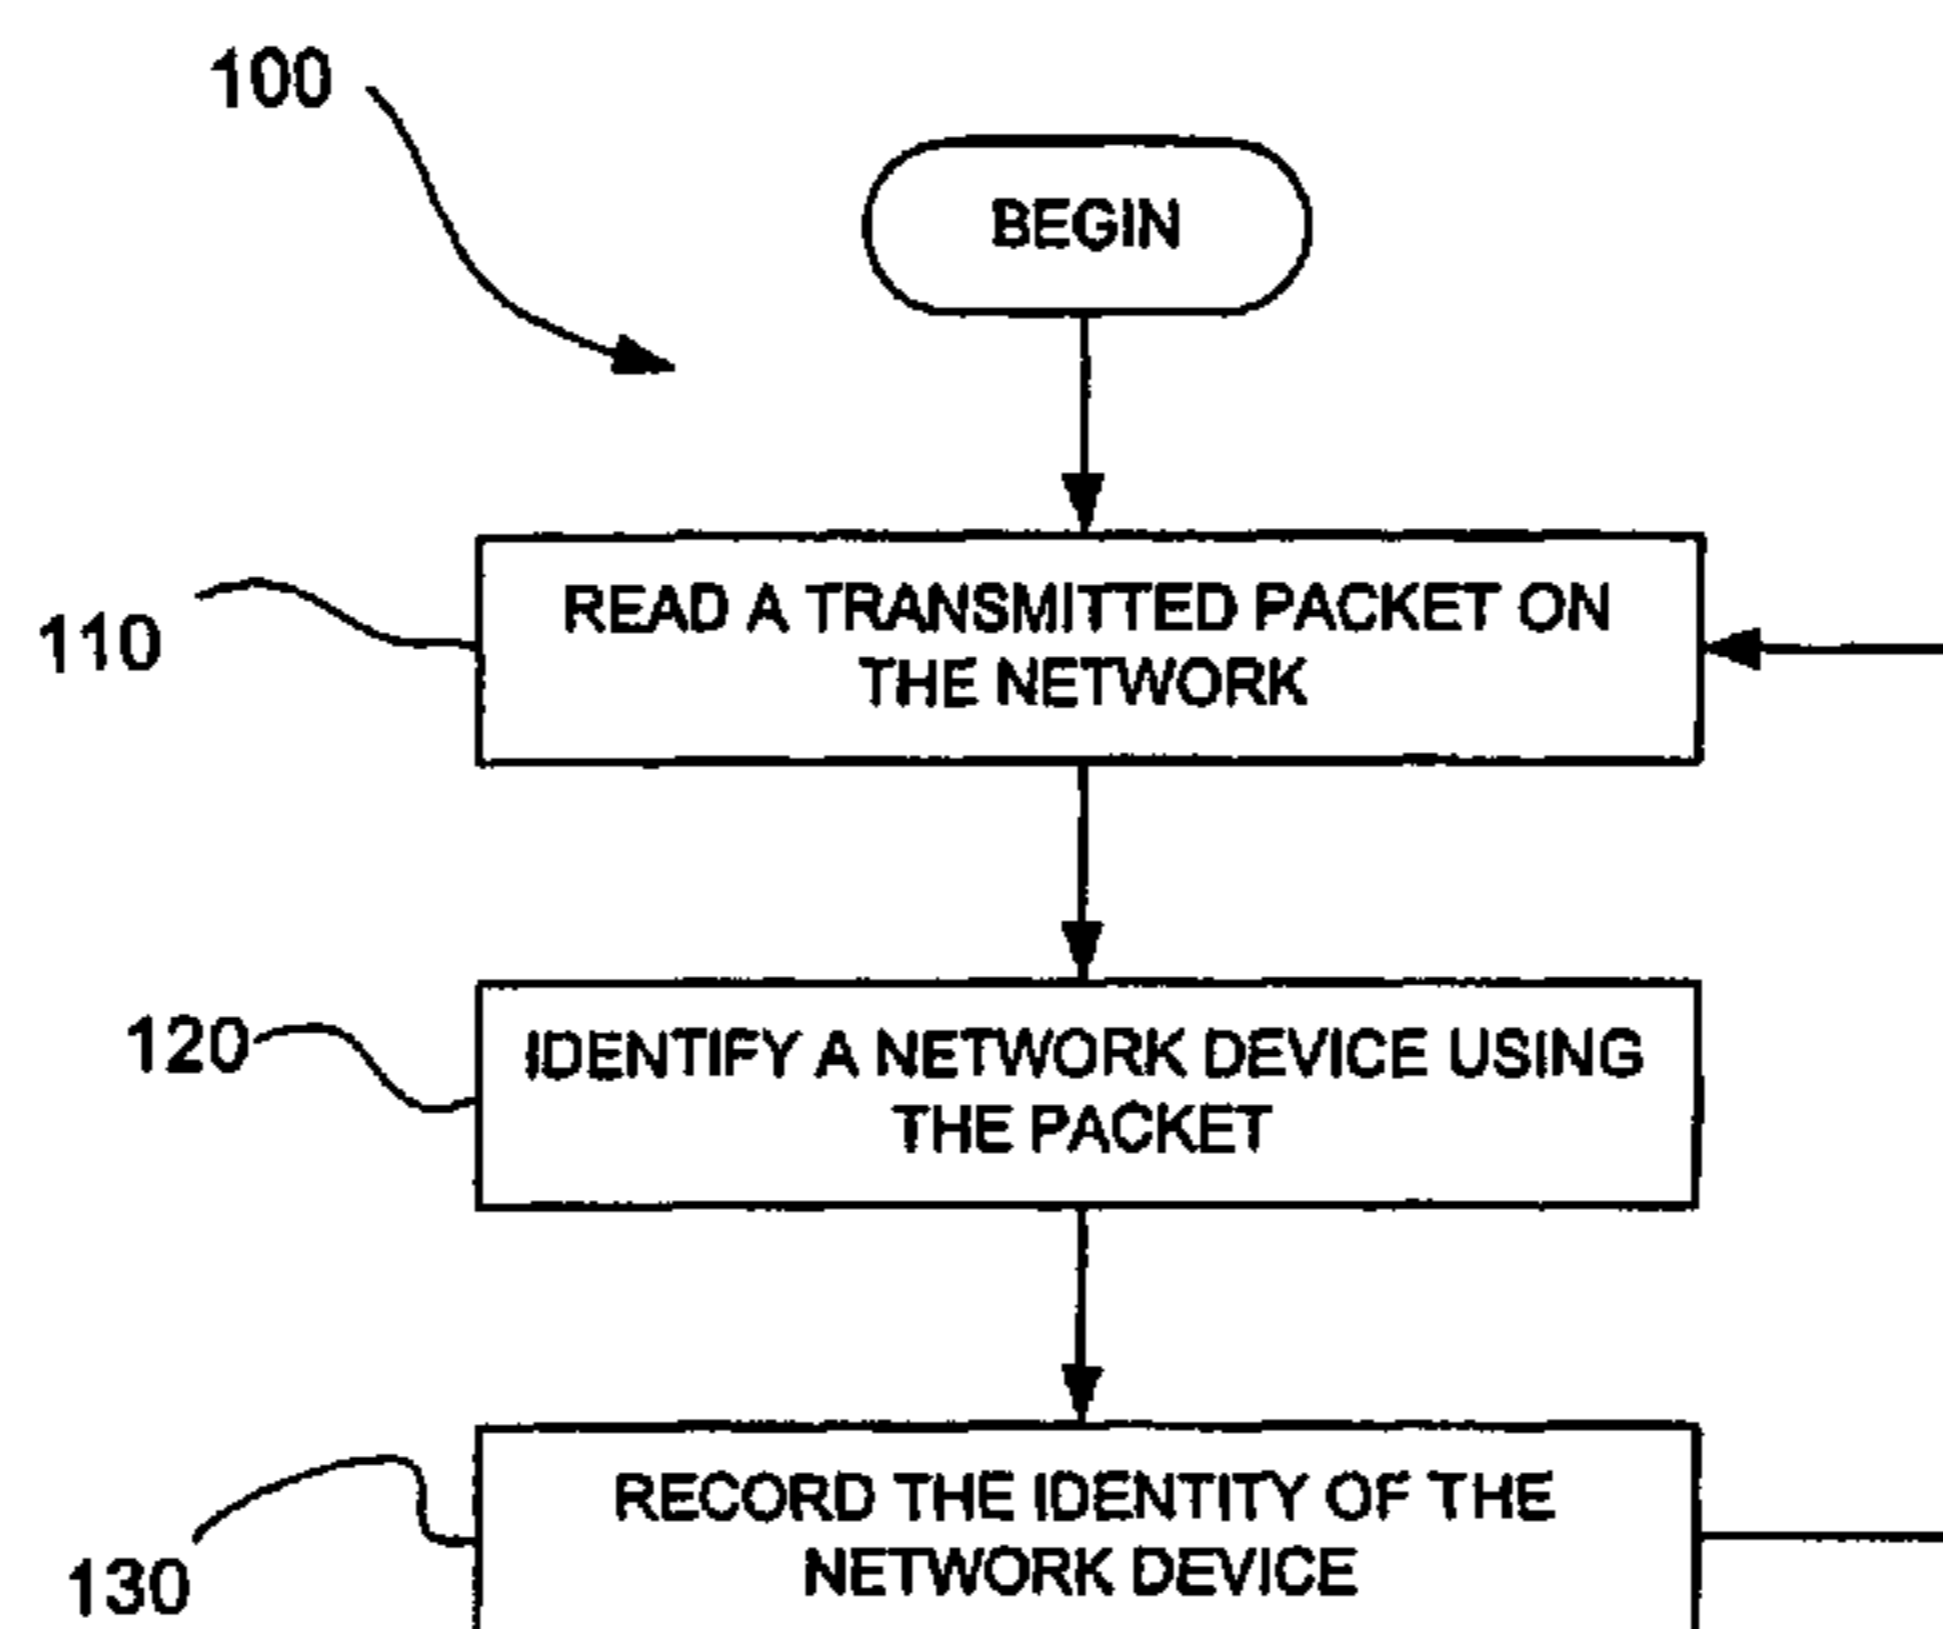 100
BEGIN
110
READ A TRANSMITTED PACKET ON
THE NETWORK
120
IDENTIFY A NETWORK DEVICE USING
THE PACKET
130
RECORD THE IDENTITY OF THE
NETWORK DEVICE